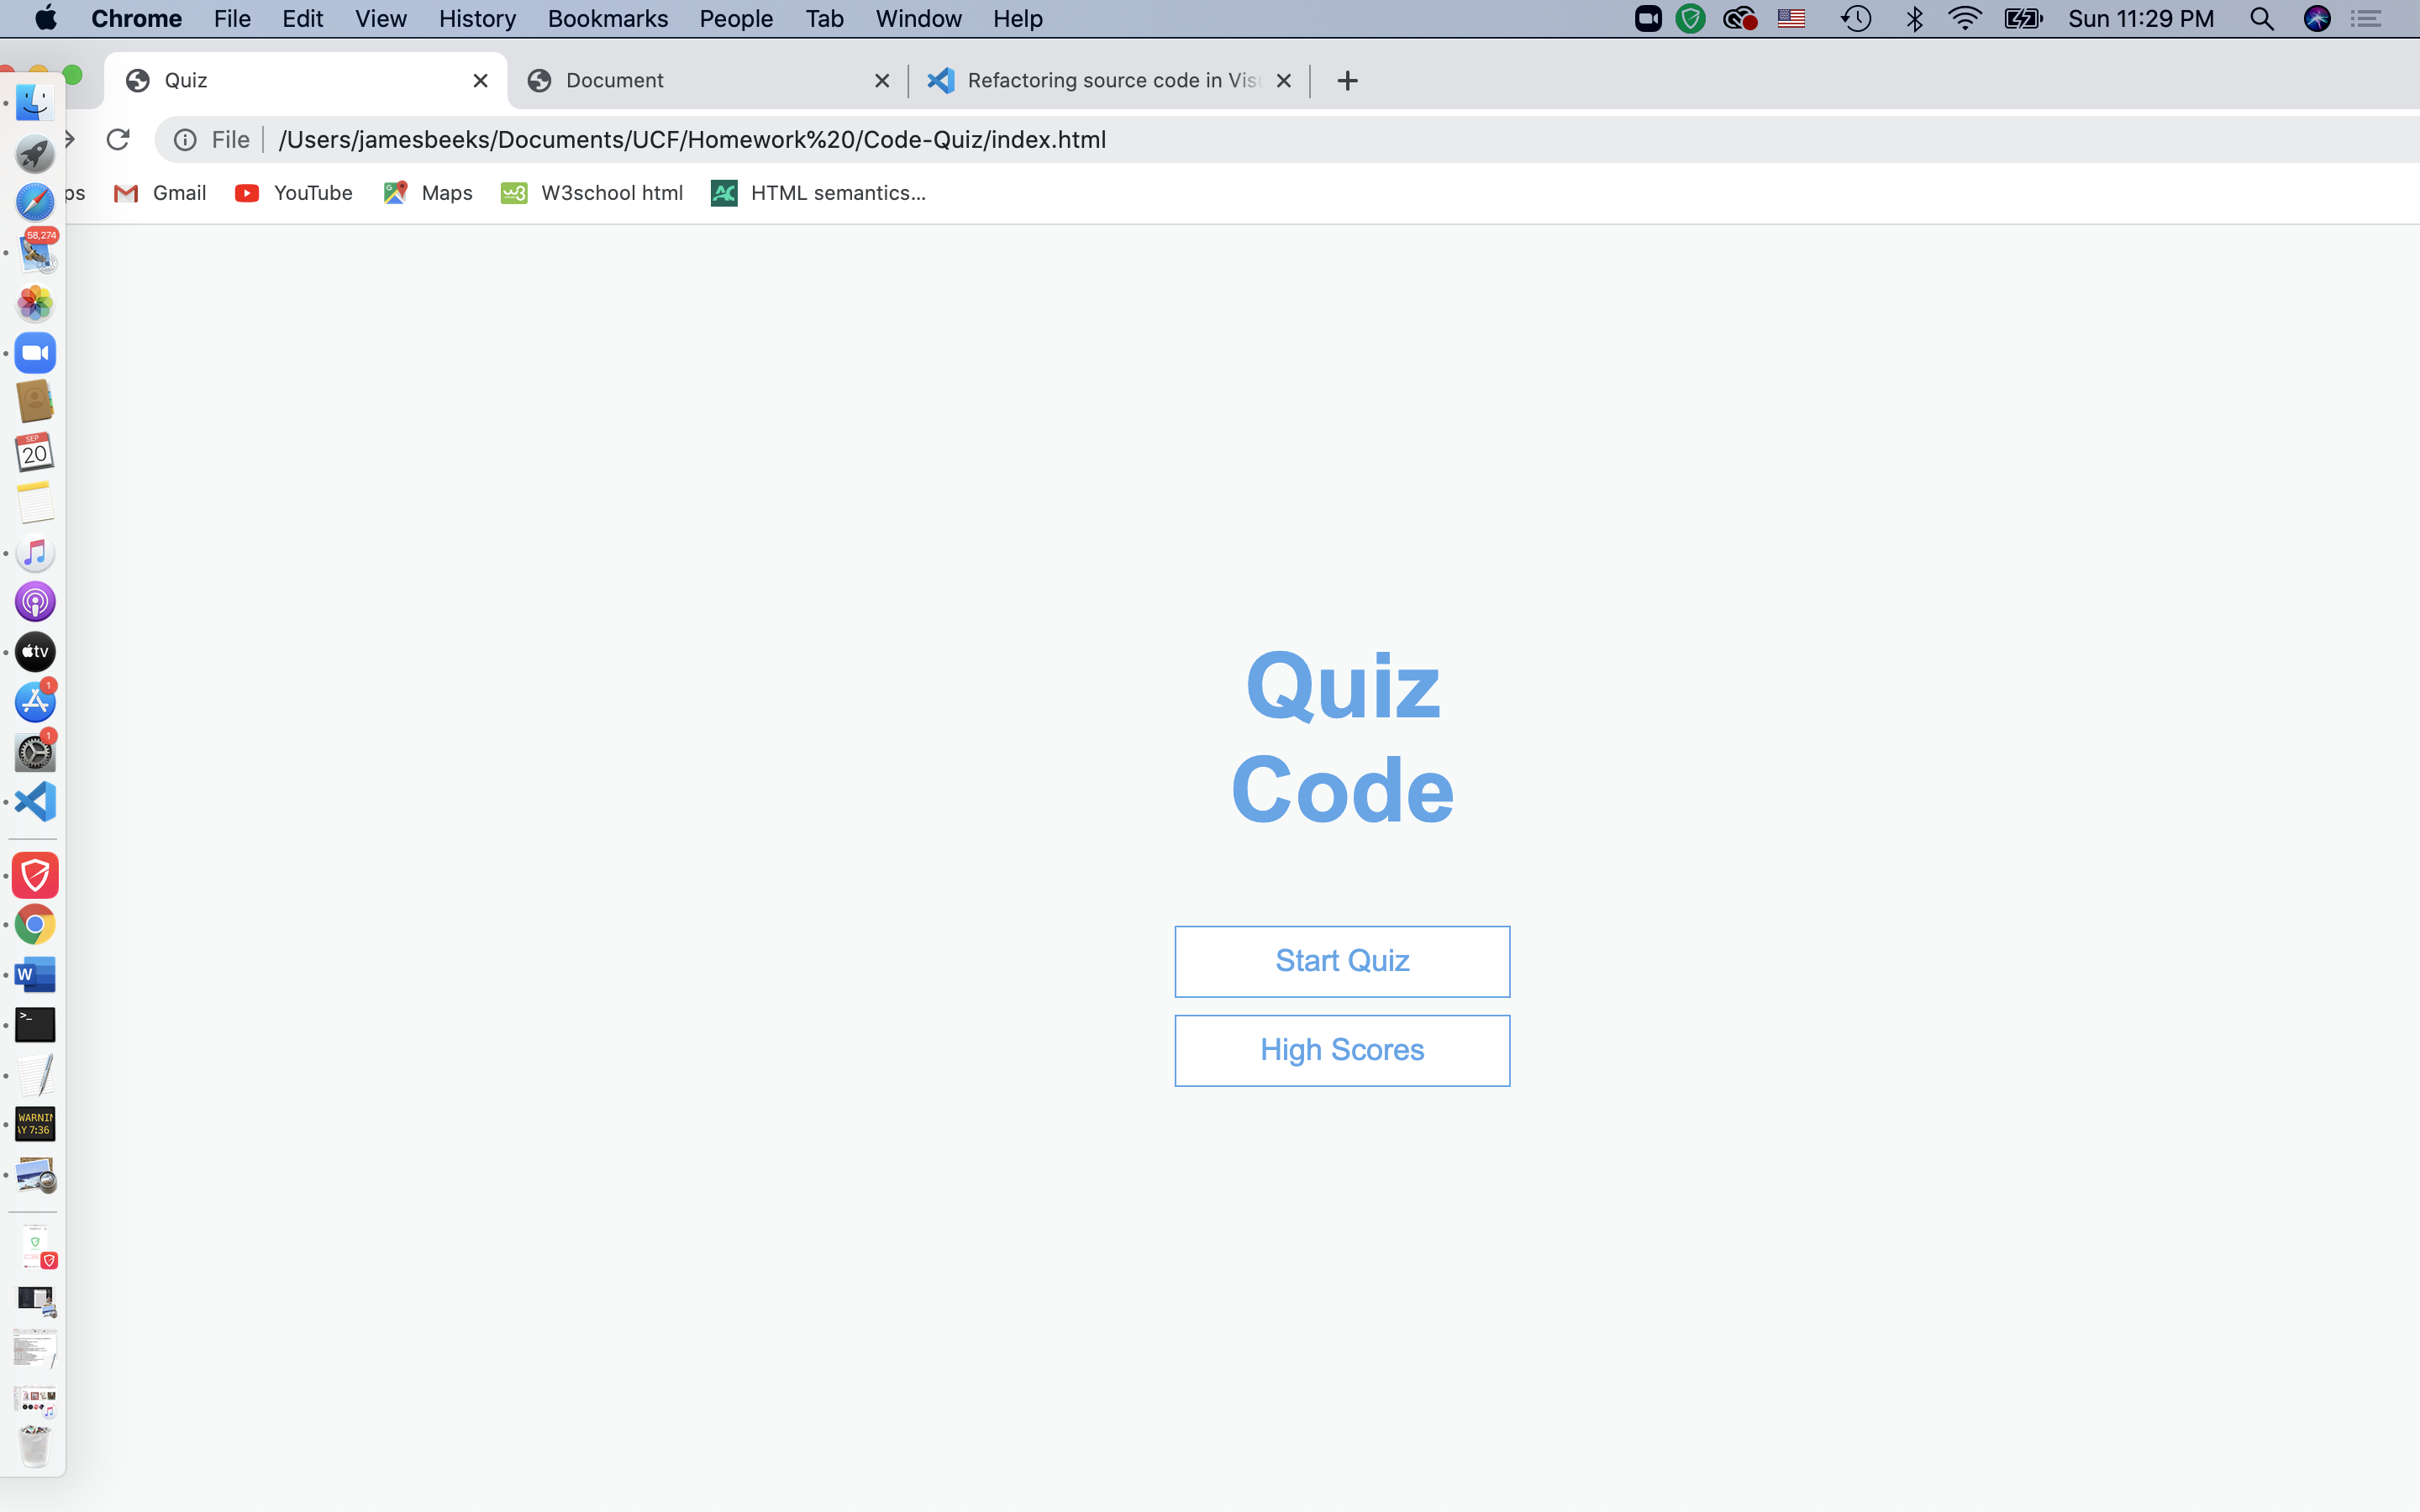 Chrome File Edit View History Bookmarks People Tab Window Help Sun 11:29 PM
Quiz Document Refactoring source code in Vis
File /Users/jamesbeeks/Documents/UCF/Homework%20/Code-Quiz/index.html
ps Gmail YouTube Maps W3school html HTML semantics...
58,274
SEP
20
tv
1
1
W
>_
WARNIN
AY 7:36
Quiz
Code
Start Quiz
High Scores